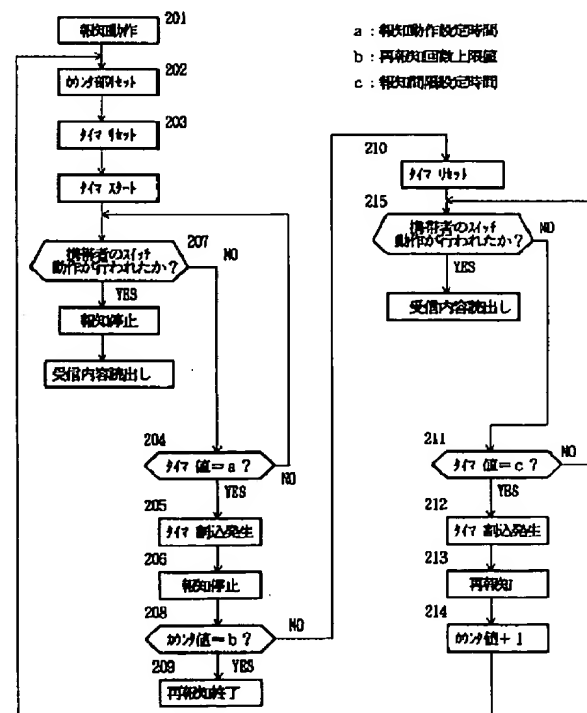 201
報知動作
202
カウンタ部リセット
203
タイマ リセット
タイマ スタート
207
携帯者のスイッチ
動作が行われたか?
NO
YES
報知停止
受信内容読出し
204
タイマ 値=a?
NO
YES
205
タイマ 割込発生
206
報知停止
208
カウンタ値=b?
NO
YES
209
再報知終了
a:報知動作設定時間
b:再報知回数上限値
c:報知間隔設定時間
210
タイマ リセット
215
携帯者のスイッチ
動作が行われたか?
NO
YES
受信内容読出し
211
タイマ 値=c?
NO
YES
212
タイマ 割込発生
213
再報知
214
カウンタ値+1